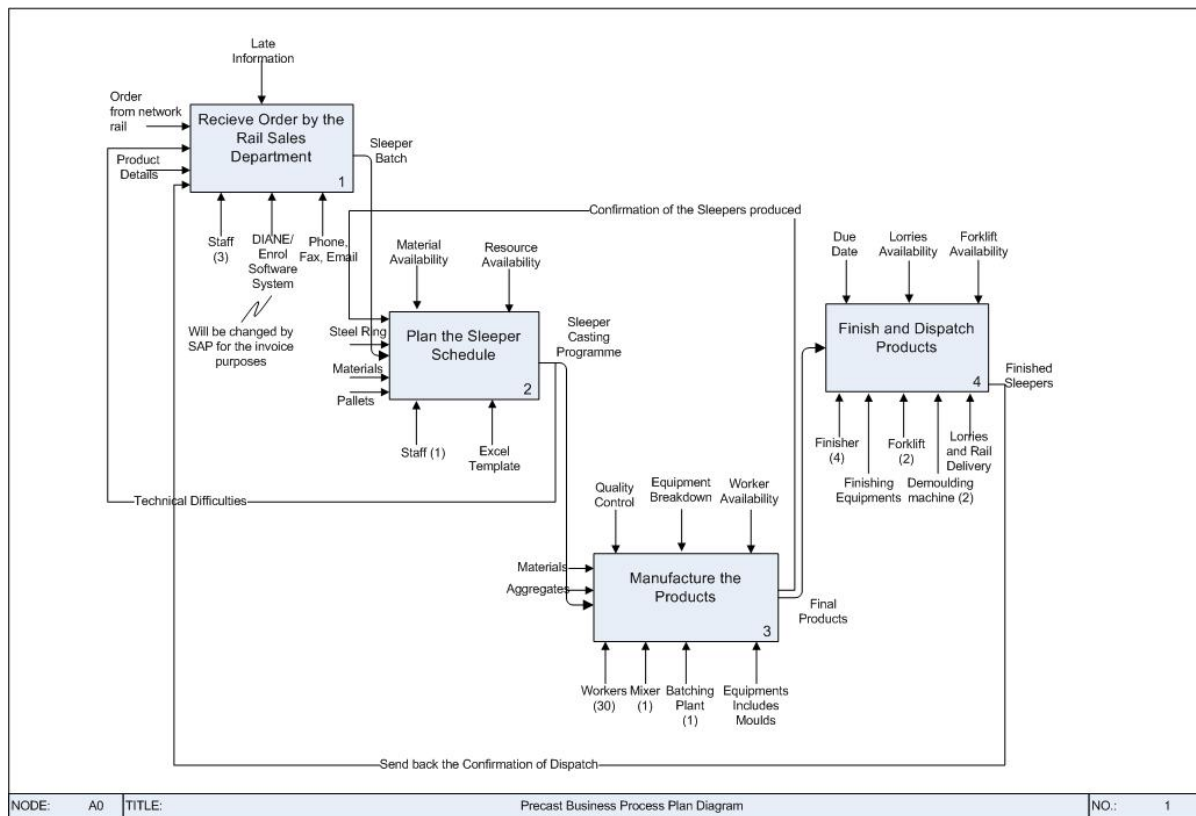 Late
Information
Order
from network
rail
Recieve Order by the
Rail Sales
Department
1
Product
Details
Sleeper
Batch
Staff
(3)
DIANE/
Enrol
Software
System
Phone,
Fax, Email
Will be changed by
SAP for the invoice
purposes
Confirmation of the Sleepers produced
Material
Availability
Resource
Availability
Steel Ring
Materials
Pallets
Plan the Sleeper
Schedule
2
Sleeper
Casting
Programme
Staff (1)
Excel
Template
Technical Difficulties
Due
Date
Lorries
Availability
Forklift
Availability
Finish and Dispatch
Products
4
Finished
Sleepers
Finisher
(4)
Finishing
Equipments
Forklift
(2)
Demoulding
machine (2)
Lorries
and Rail
Delivery
Quality
Control
Equipment
Breakdown
Worker
Availability
Materials
Aggregates
Manufacture the
Products
3
Final
Products
Workers
(30)
Mixer
(1)
Batching
Plant
(1)
Equipments
Includes
Moulds
Send back the Confirmation of Dispatch
NODE: A0 TITLE: Precast Business Process Plan Diagram NO.: 1